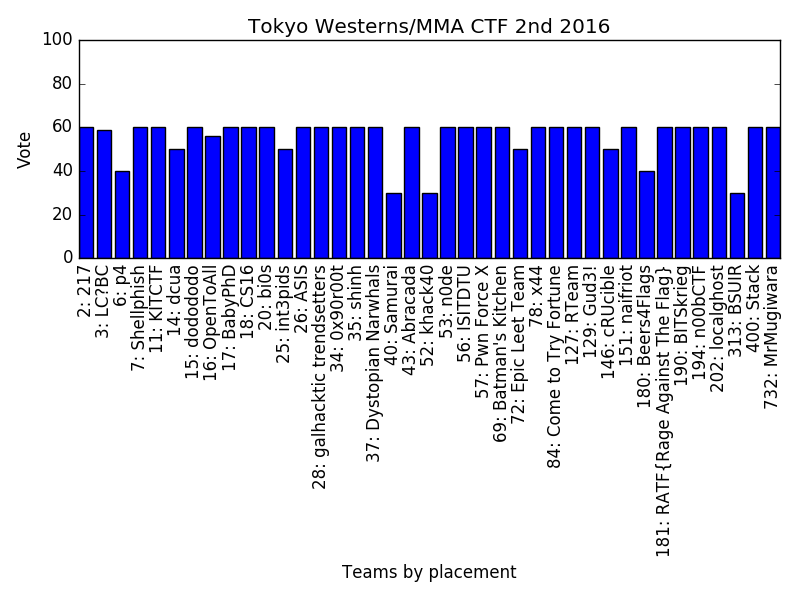 Tokyo Westerns/MMA CTF 2nd 2016
Vote
100
80
60
40
20
0
2: 217
3: LC?BC
6: p4
7: Shellphish
11: KITCTF
14: dcua
15: dodododo
16: OpenToAll
17: BabyPhD
18: CS16
20: bi0s
25: int3pids
26: ASIS
28: galhacktic trendsetters
34: 0x90r00t
35: shinh
37: Dystopian Narwhals
40: Samurai
43: Abracada
52: khack40
53: n0de
56: ISITDTU
57: Pwn Force X
69: Batman's Kitchen
72: Epic Leet Team
78: x44
84: Come to Try Fortune
127: RTeam
129: Gud3!
146: cRUcible
151: naifriot
180: Beers4Flags
181: RATF{Rage Against The Flag}
190: BITSkrieg
194: n00bCTF
202: localghost
313: BSUIR
400: Stack
732: MrMugiwara
Teams by placement